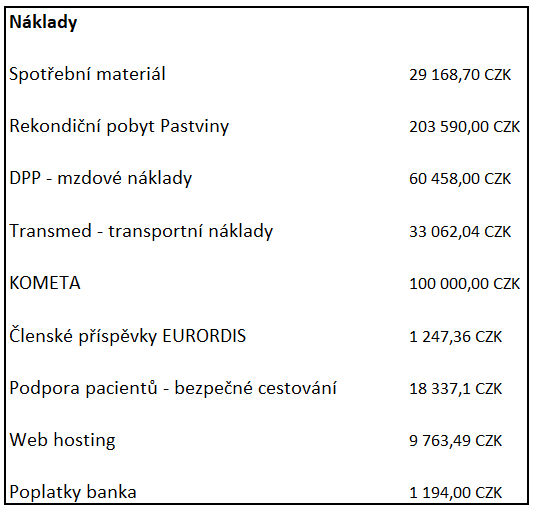 Náklady
Spotřební materiál 29 168,70 CZK
Rekondiční pobyt Pastviny 203 590,00 CZK
DPP - mzdové náklady 60 458,00 CZK
Transmed - transportní náklady 33 062,04 CZK
KOMETA 100 000,00 CZK
Členské příspěvky EURORDIS 1 247,36 CZK
Podpora pacientů - bezpečné cestování 18 337,1 CZK
Web hosting 9 763,49 CZK
Poplatky banka 1 194,00 CZK